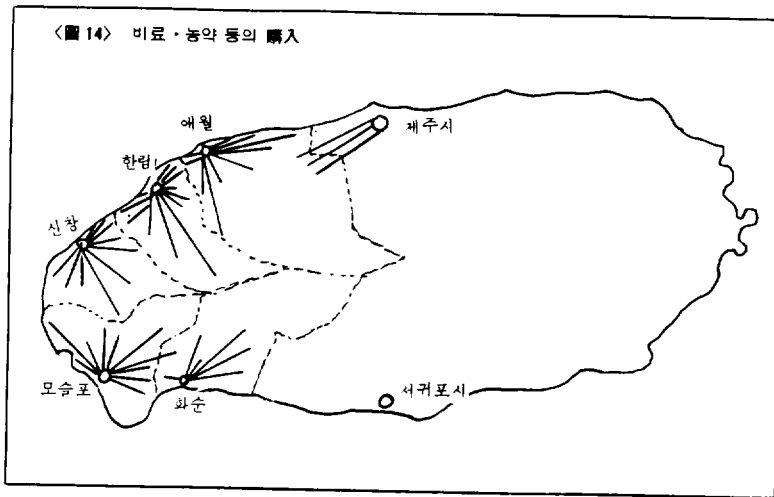 〈圖 14〉 비료·농약 등의 購入
애월
제주시
한림
신창
모슬포
화순
서귀포시